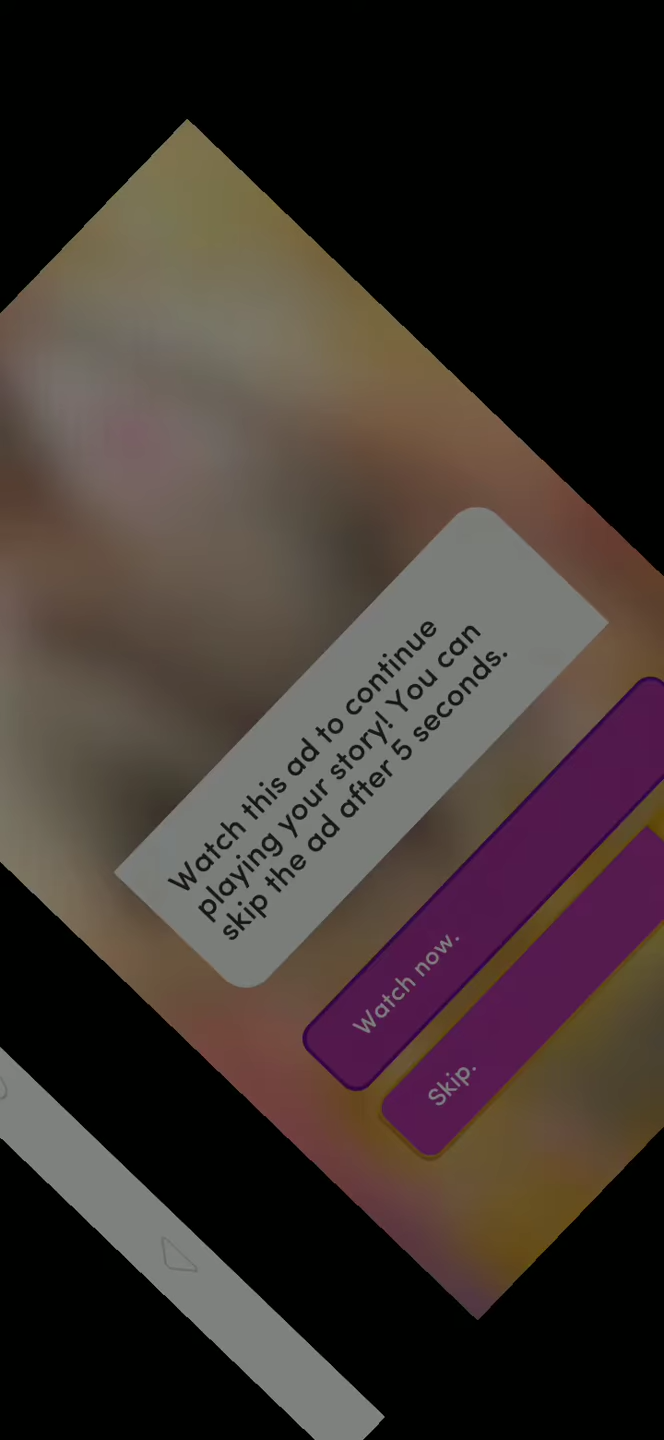 Watch this ad to continue
playing your story! You can
skip the ad after 5 seconds.
Watch now.
Skip.